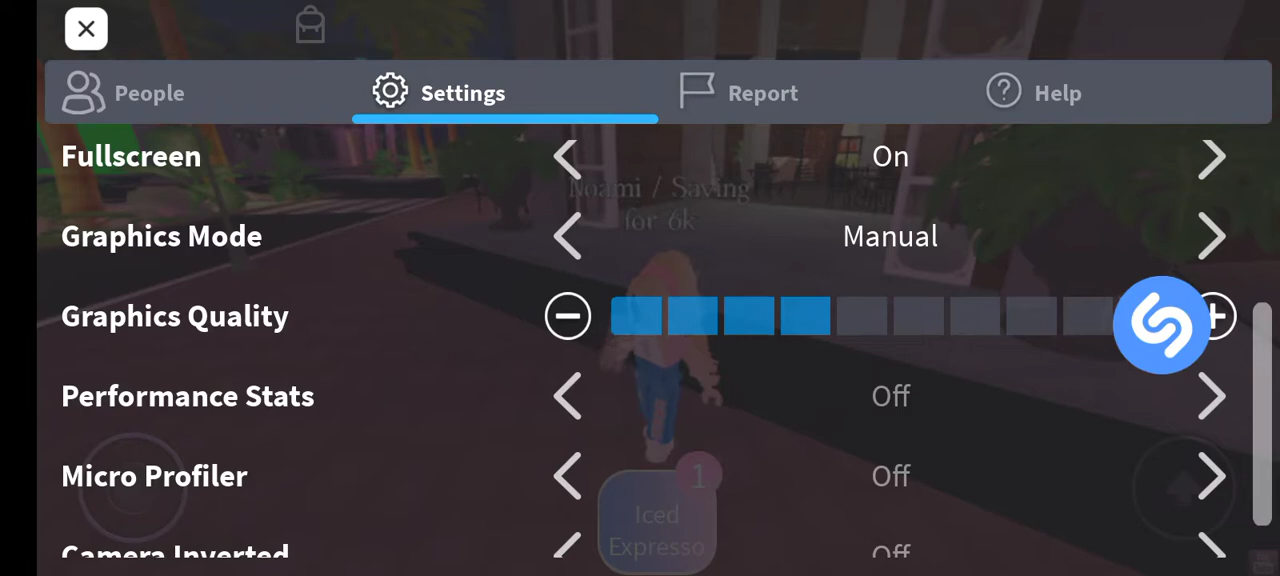 People
Settings
Report
Help
Fullscreen
On
Noami / Saving
for 6k
Graphics Mode
Manual
Graphics Quality
Performance Stats
Off
Micro Profiler
Off
1
Iced
Expresso
Camera Inverted
Off